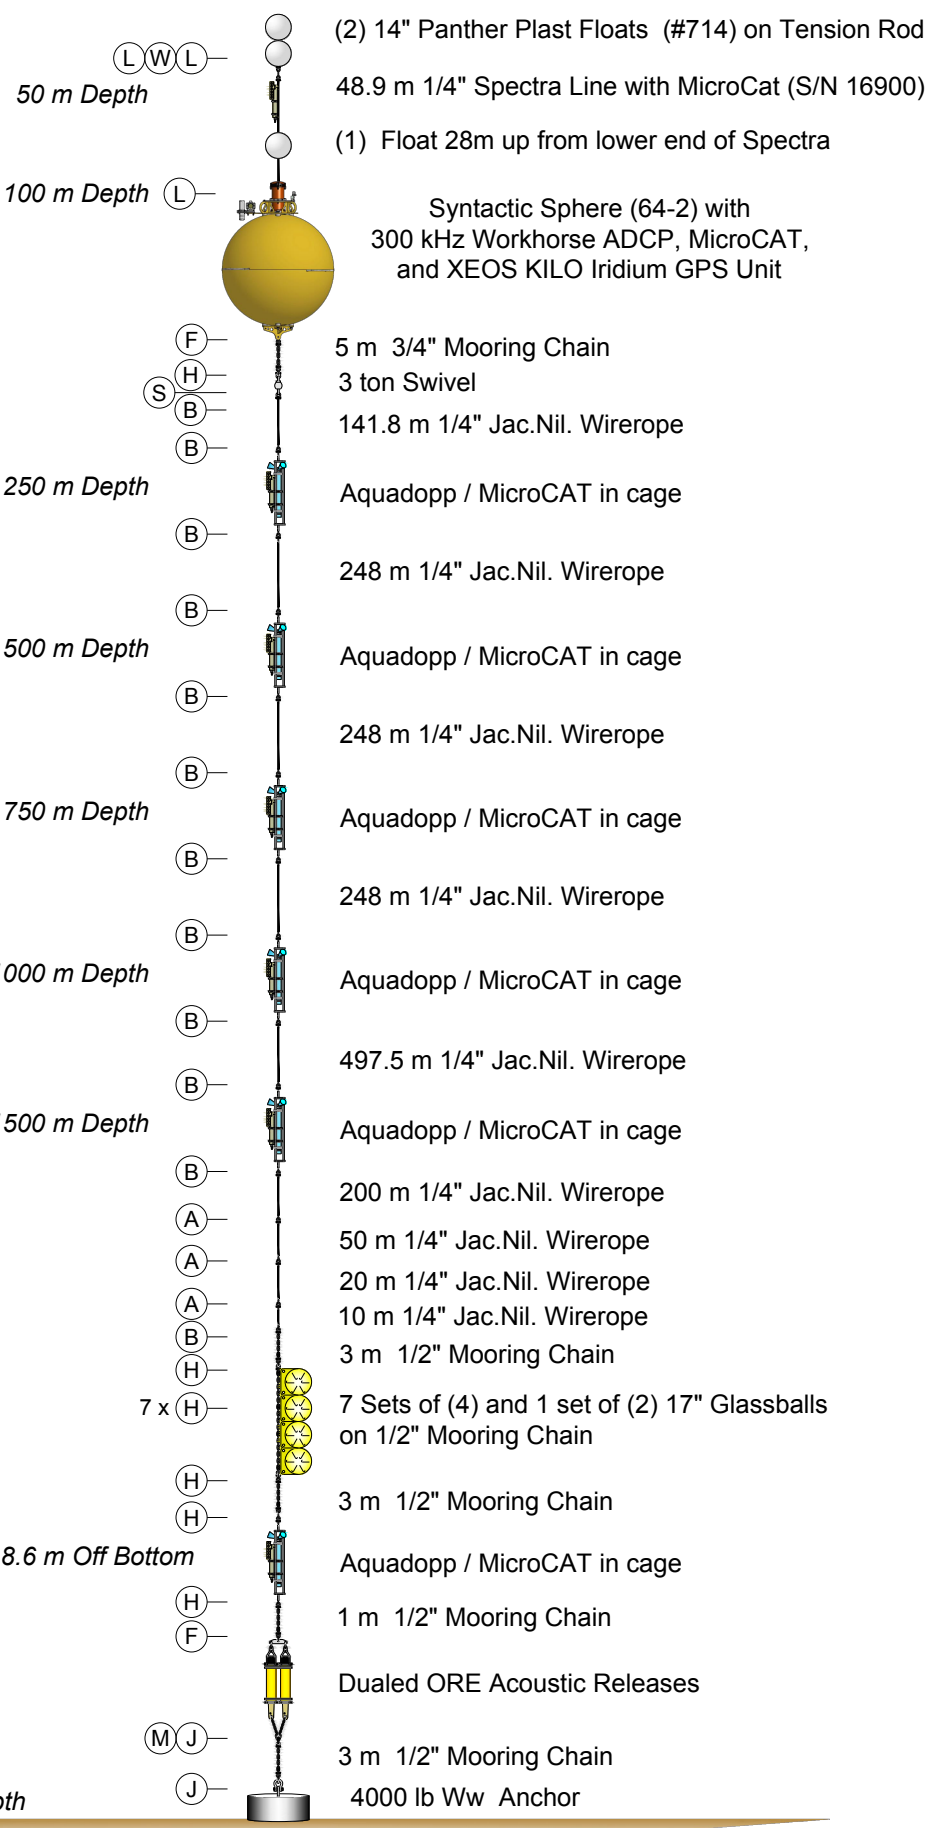 (2) 14" Panther Plast Floats (#714) on Tension Rod
L W L
50 m Depth
48.9 m 1/4" Spectra Line with MicroCat (S/N 16900)
(1) Float 28m up from lower end of Spectra
100 m Depth L
Syntactic Sphere (64-2) with
300 kHz Workhorse ADCP, MicroCAT,
and XEOS KILO Iridium GPS Unit
F
5 m 3/4" Mooring Chain
H
3 ton Swivel
S
B
141.8 m 1/4" Jac.Nil. Wirerope
B
250 m Depth
Aquadopp / MicroCAT in cage
B
248 m 1/4" Jac.Nil. Wirerope
B
500 m Depth
Aquadopp / MicroCAT in cage
B
248 m 1/4" Jac.Nil. Wirerope
B
750 m Depth
Aquadopp / MicroCAT in cage
B
248 m 1/4" Jac.Nil. Wirerope
B
000 m Depth
Aquadopp / MicroCAT in cage
B
497.5 m 1/4" Jac.Nil. Wirerope
B
500 m Depth
Aquadopp / MicroCAT in cage
B
200 m 1/4" Jac.Nil. Wirerope
A
50 m 1/4" Jac.Nil. Wirerope
A
20 m 1/4" Jac.Nil. Wirerope
A
10 m 1/4" Jac.Nil. Wirerope
B
3 m 1/2" Mooring Chain
H
7 x H
7 Sets of (4) and 1 set of (2) 17" Glassballs
on 1/2" Mooring Chain
H
3 m 1/2" Mooring Chain
H
8.6 m Off Bottom
Aquadopp / MicroCAT in cage
H
1 m 1/2" Mooring Chain
F
Dualed ORE Acoustic Releases
M J
3 m 1/2" Mooring Chain
J
4000 lb Ww Anchor